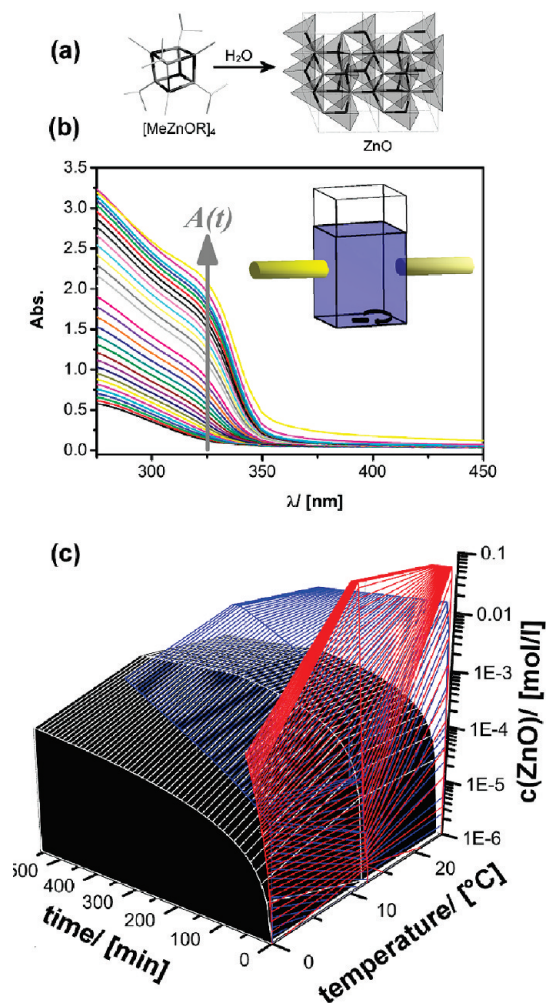 (a)
H₂O
[MeZnOR]₄
ZnO
(b)
3.5
3.0
2.5
2.0
1.5
1.0
0.5
0.0
Abs.
A(t)
300 350 400 450
λ/ [nm]
(c)
0.1
0.01
1E-3
1E-4
1E-5
1E-6
c(ZnO)/ [mol/l]
500 400 300 200 100 0
time/ [min]
0 10 20
temperature/ [°C]